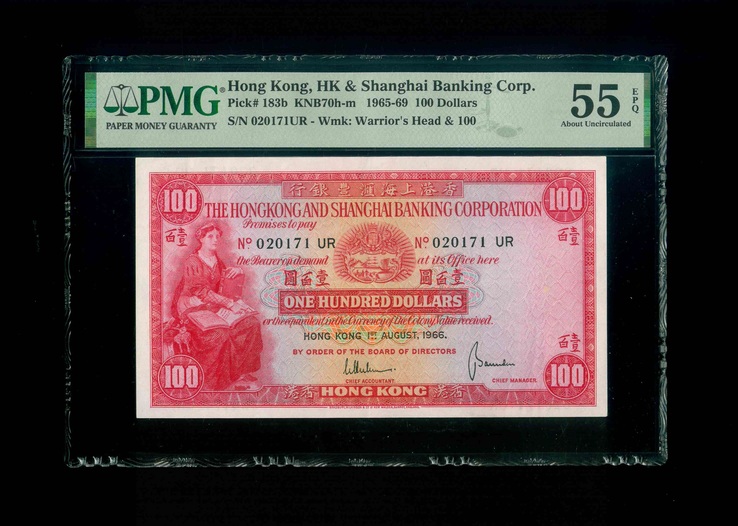 PMG
PAPER MONEY GUARANTY
Hong Kong, HK & Shanghai Banking Corp.
Pick# 183b KNB70h-m 1965-69 100 Dollars
S/N 020171UR - Wmk: Warrior's Head & 100
55 EPQ
About Uncirculated
行銀豐滙海上港香
100 100
THE HONGKONG AND SHANGHAI BANKING CORPORATION
Promises to pay
百壹 百壹
No 020171 UR No 020171 UR
the Bearer on demand at its Office here
圓百壹 圓百壹
ONE HUNDRED DOLLARS
or the equivalent in the Currency of the Colony Value received.
HONG KONG 1ST AUGUST, 1966.
百壹
BY ORDER OF THE BOARD OF DIRECTORS
CHIEF ACCOUNTANT CHIEF MANAGER
100 100
港香 HONG KONG 港香